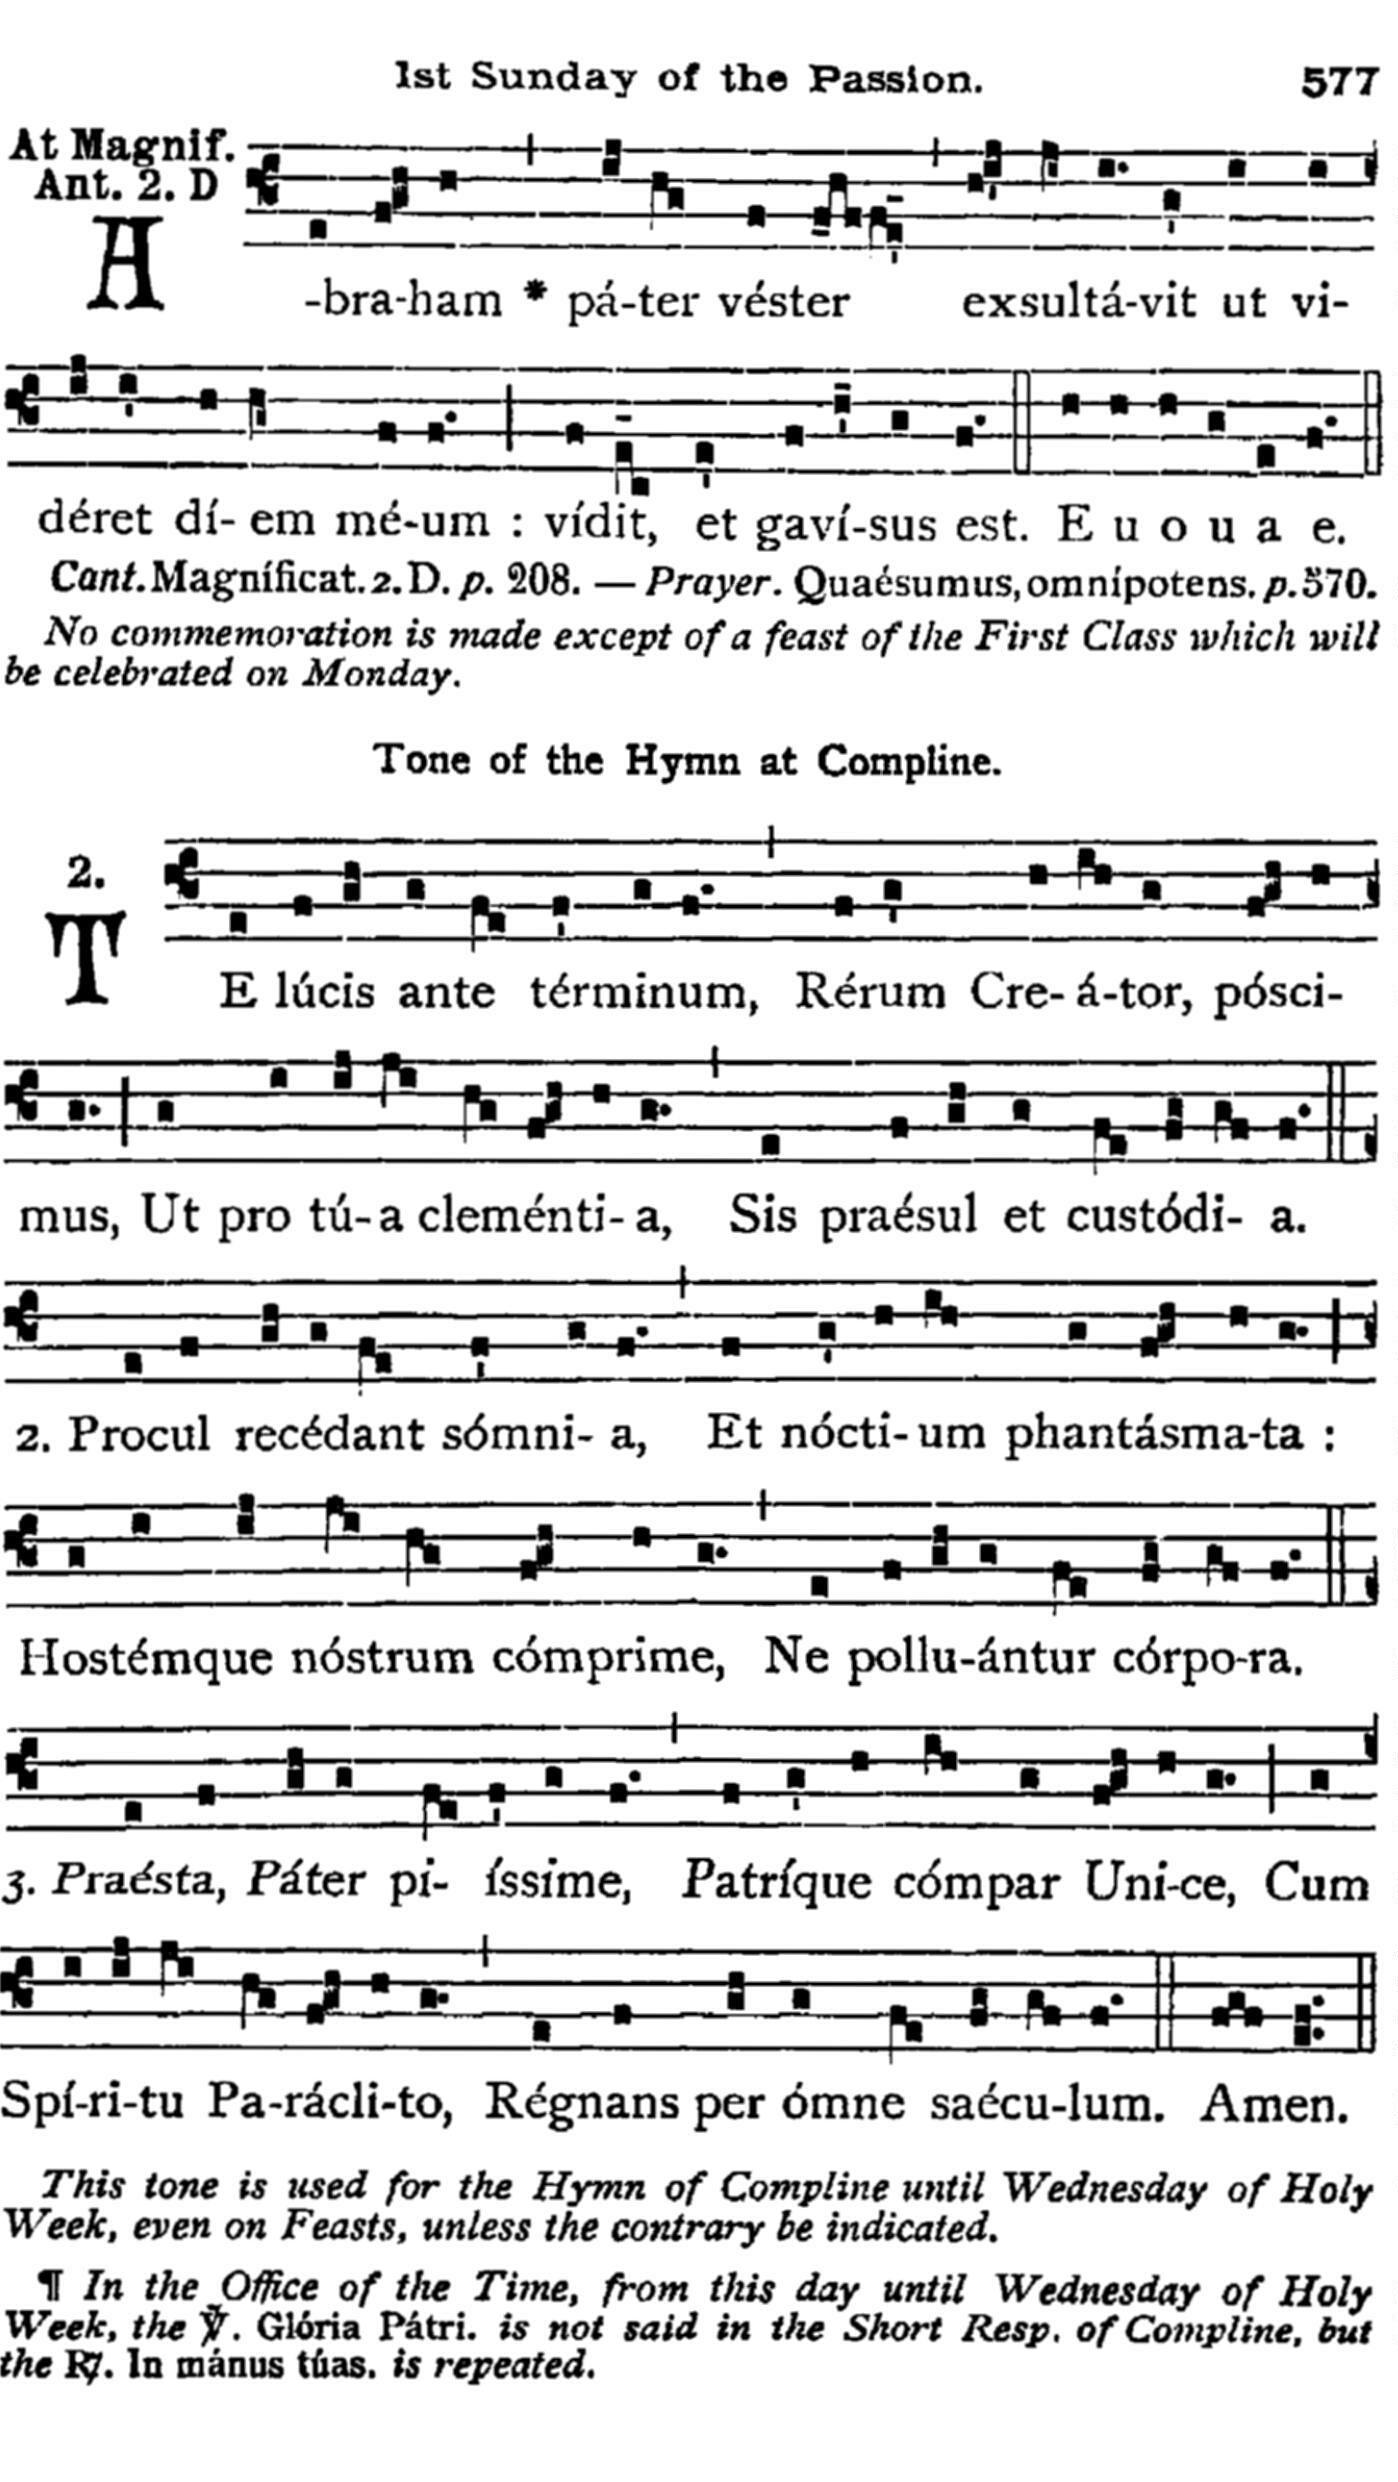 1st Sunday of the Passion. 577
At Magnif.
Ant. 2. D
A
-bra-ham * pá-ter véster exsultá-vit ut vi-
déret dí- em mé-um : vídit, et gaví-sus est. E u o u a e.
Cant. Magníficat. 2. D. p. 208. — Prayer. Quaésumus, omnípotens. p. 570.
No commemoration is made except of a feast of the First Class which will
be celebrated on Monday.
Tone of the Hymn at Compline.
2.
TE lúcis ante términum, Rérum Cre- á-tor, pósci-
mus, Ut pro tú- a cleménti- a, Sis praésul et custódi- a.
2. Procul recédant sómni- a, Et nócti- um phantásma-ta :
Hostémque nóstrum cómprime, Ne pollu-ántur córpo-ra.
3. Praésta, Páter pi- íssime, Patríque cómpar Uni-ce, Cum
Spí-ri-tu Pa-rácli-to, Régnans per ómne saécu-lum. Amen.
This tone is used for the Hymn of Compline until Wednesday of Holy
Week, even on Feasts, unless the contrary be indicated.
¶ In the Office of the Time, from this day until Wednesday of Holy
Week, the ℣. Glória Pátri. is not said in the Short Resp. of Compline, but
the ℟. In mánus túas. is repeated.